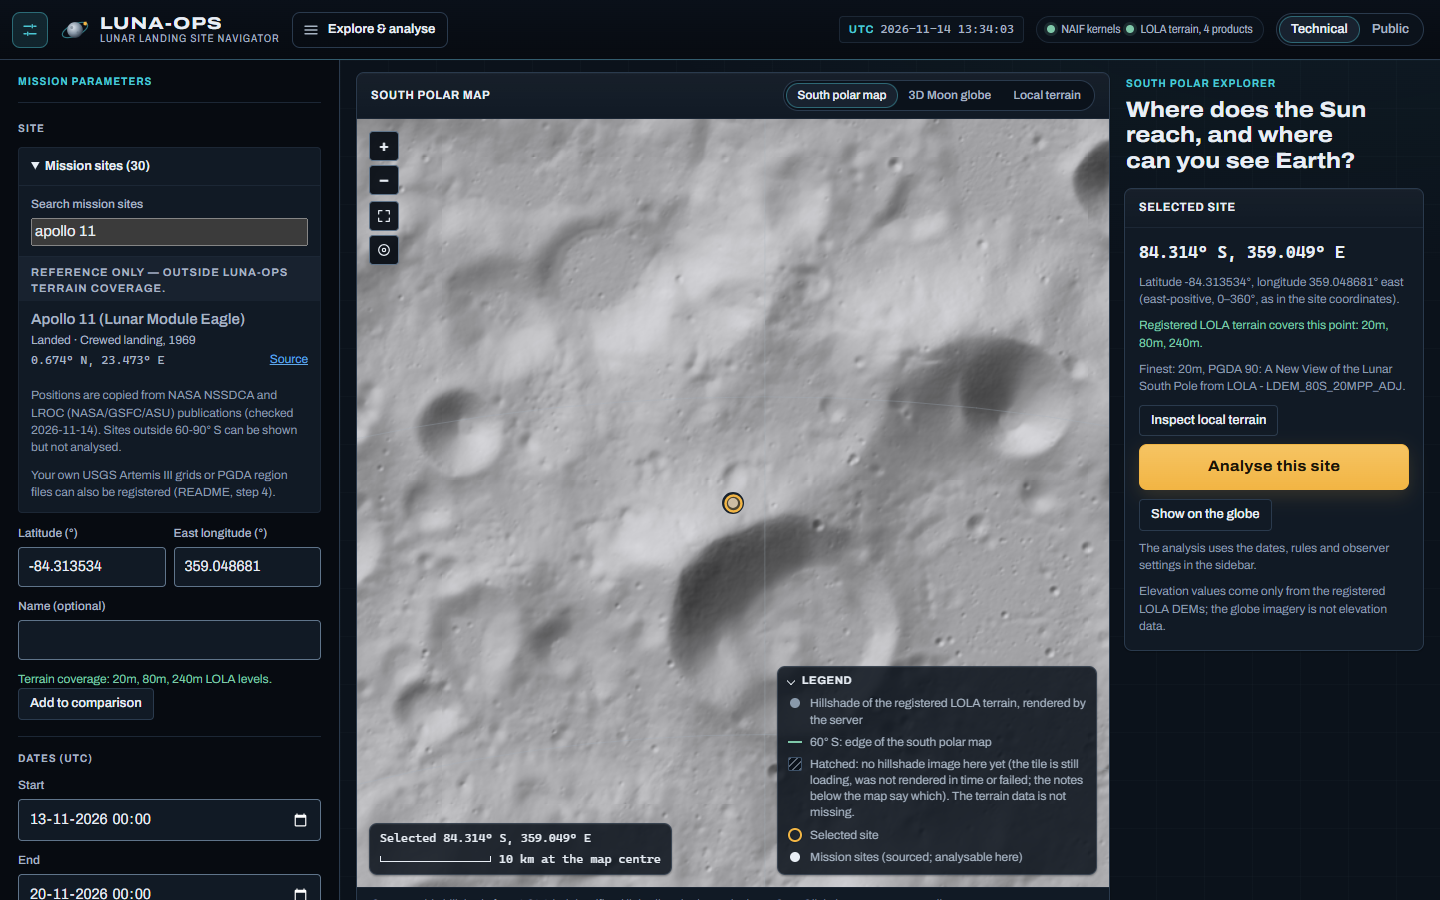 LUNA-OPS
LUNAR LANDING SITE NAVIGATOR
Explore & analyse
UTC 2026-11-14 13:34:03
NAIF kernels
LOLA terrain, 4 products
Technical
Public
MISSION PARAMETERS
SITE
Mission sites (30)
Search mission sites
apollo 11
REFERENCE ONLY — OUTSIDE LUNA-OPS
TERRAIN COVERAGE.
Apollo 11 (Lunar Module Eagle)
Landed · Crewed landing, 1969
0.674° N, 23.473° E
Source
Positions are copied from NASA NSSDCA and
LROC (NASA/GSFC/ASU) publications (checked
2026-11-14). Sites outside 60-90° S can be shown
but not analysed.
Your own USGS Artemis III grids or PGDA region
files can also be registered (README, step 4).
Latitude (°)
East longitude (°)
-84.313534
359.048681
Name (optional)
Terrain coverage: 20m, 80m, 240m LOLA levels.
Add to comparison
DATES (UTC)
Start
13-11-2026 00:00
End
20-11-2026 00:00
SOUTH POLAR MAP
South polar map
3D Moon globe
Local terrain
+
−
Selected 84.314° S, 359.049° E
10 km at the map centre
LEGEND
Hillshade of the registered LOLA terrain, rendered by
the server
60° S: edge of the south polar map
Hatched: no hillshade image here yet (the tile is still
loading, was not rendered in time or failed; the notes
below the map say which). The terrain data is not
missing.
Selected site
Mission sites (sourced; analysable here)
SOUTH POLAR EXPLORER
Where does the Sun
reach, and where
can you see Earth?
SELECTED SITE
84.314° S, 359.049° E
Latitude -84.313534°, longitude 359.048681° east
(east-positive, 0–360°, as in the site coordinates).
Registered LOLA terrain covers this point: 20m,
80m, 240m.
Finest: 20m, PGDA 90: A New View of the Lunar
South Pole from LOLA - LDEM_80S_20MPP_ADJ.
Inspect local terrain
Analyse this site
Show on the globe
The analysis uses the dates, rules and observer
settings in the sidebar.
Elevation values come only from the registered
LOLA DEMs; the globe imagery is not elevation
data.